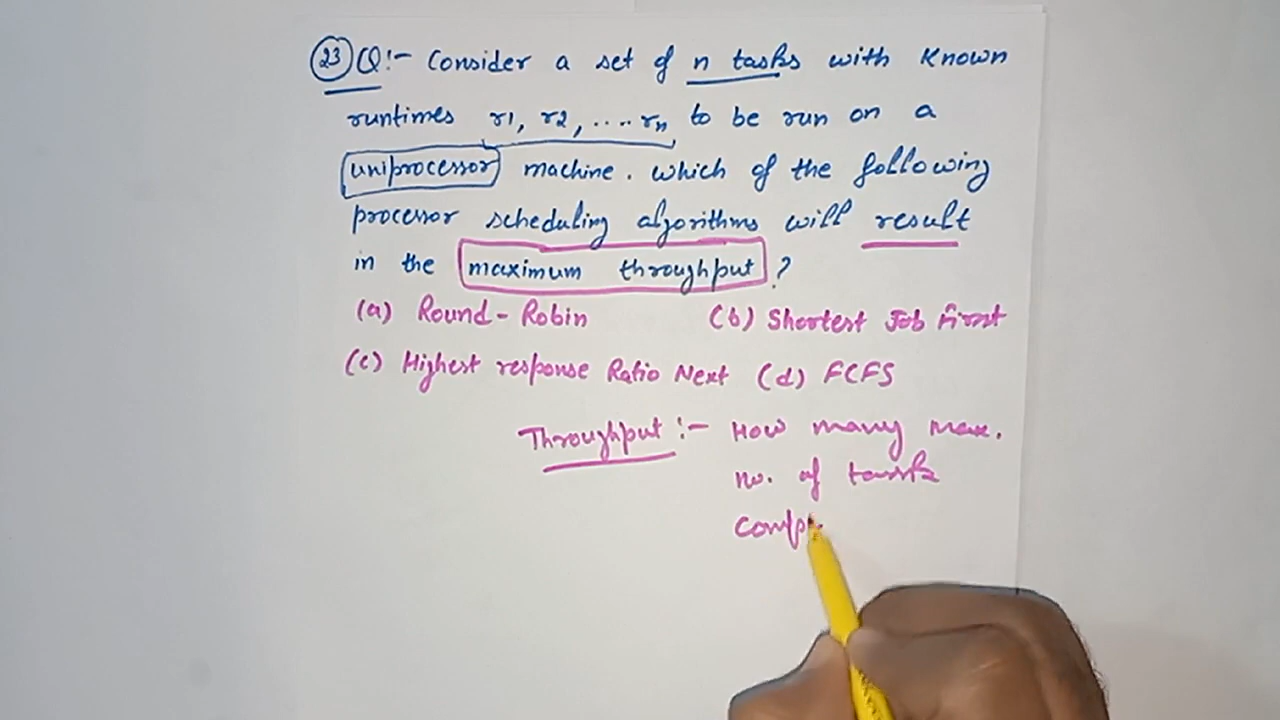 23 Q:- Consider a set of n tasks with known
runtimes r1, r2, .... rn to be run on a
uniprocessor machine. which of the following
processor scheduling algorithms will result
in the maximum throughput ?
(a) Round-Robin (b) Shortest Job First
(c) Highest response Ratio Next (d) FCFS
Throughput :- How many max.
no. of tasks
Comp